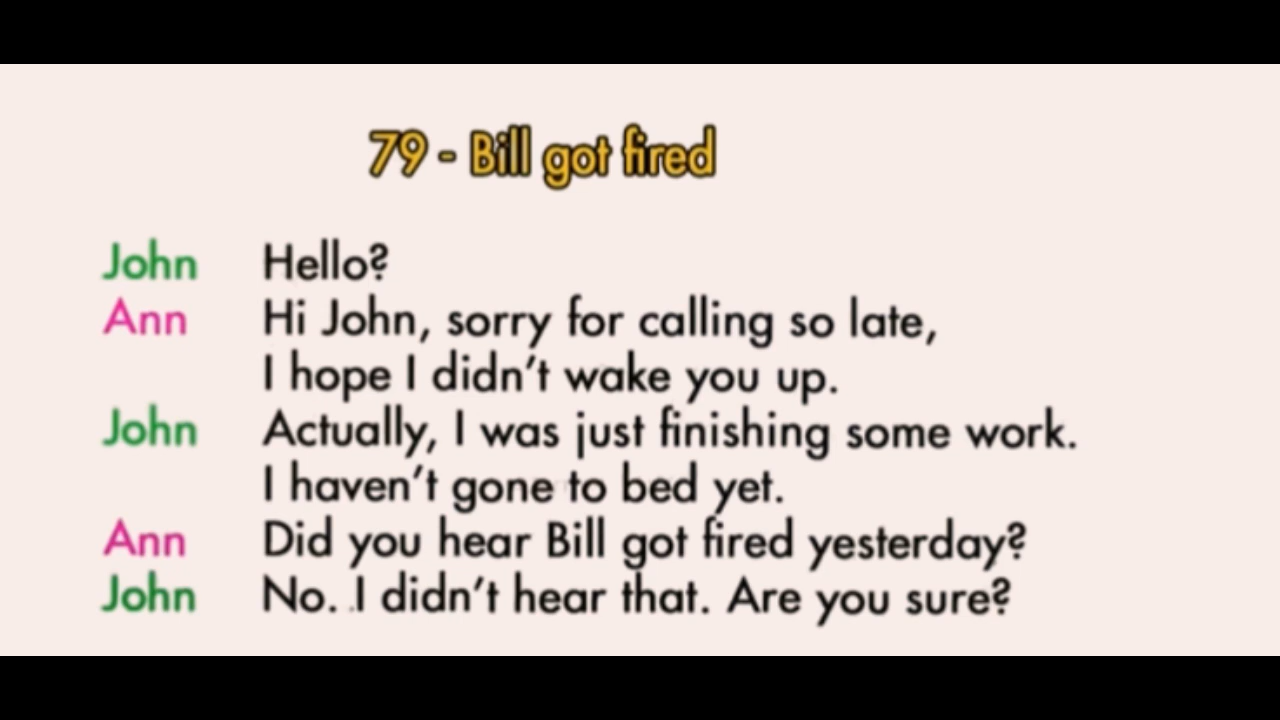 79 - Bill got fired
John Hello?
Ann Hi John, sorry for calling so late,
I hope I didn't wake you up.
John Actually, I was just finishing some work.
I haven't gone to bed yet.
Ann Did you hear Bill got fired yesterday?
John No. I didn't hear that. Are you sure?